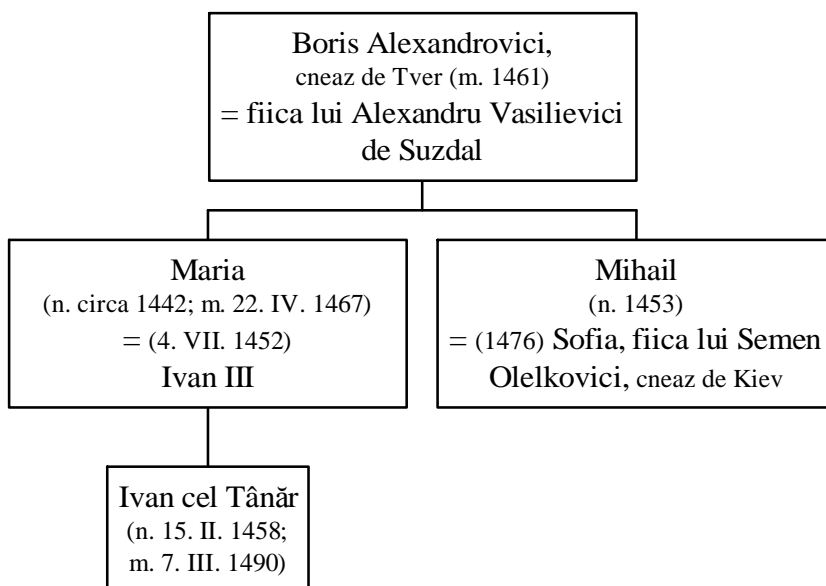 Boris Alexandrovici,
cneaz de Tver (m. 1461)
= fiica lui Alexandru Vasilievici
de Suzdal
Maria
(n. circa 1442; m. 22. IV. 1467)
= (4. VII. 1452)
Ivan III
Mihail
(n. 1453)
= (1476) Sofia, fiica lui Semen
Olelkovici, cneaz de Kiev
Ivan cel Tânăr
(n. 15. II. 1458;
m. 7. III. 1490)